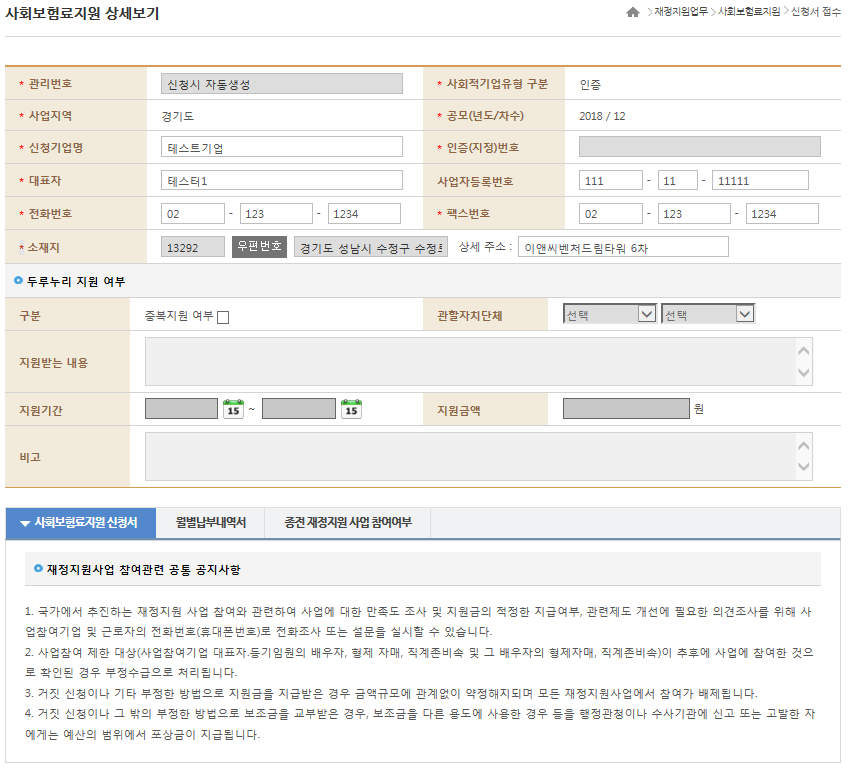 사회보험료지원 상세보기
> 재정지원업무 > 사회보험료지원 > 신청서 접수
* 관리번호 신청시 자동생성 * 사회적기업유형 구분 인증
* 사업지역 경기도 * 공모(년도/차수) 2018 / 12
* 신청기업명 테스트기업 * 인증(지정)번호
* 대표자 테스터1 사업자등록번호 111 - 11 - 11111
* 전화번호 02 - 123 - 1234 * 팩스번호 02 - 123 - 1234
* 소재지 13292 우편번호 경기도 성남시 수정구 수정로 상세 주소 : 이앤씨벤처드림타워 6차
두루누리 지원 여부
구분 중복지원 여부 관할자치단체 선택 선택
지원받는 내용
지원기간 15 ~ 15 지원금액 원
비고
사회보험료지원 신청서 월별납부내역서 종전 재정지원 사업 참여여부
재정지원사업 참여관련 공통 공지사항
1. 국가에서 추진하는 재정지원 사업 참여와 관련하여 사업에 대한 만족도 조사 및 지원금의 적정한 지급여부, 관련제도 개선에 필요한 의견조사를 위해 사
업참여기업 및 근로자의 전화번호(휴대폰번호)로 전화조사 또는 설문을 실시할 수 있습니다.
2. 사업참여 제한 대상(사업참여기업 대표자.등기임원의 배우자, 형제 자매, 직계존비속 및 그 배우자의 형제자매, 직계존비속)이 추후에 사업에 참여한 것으
로 확인된 경우 부정수급으로 처리됩니다.
3. 거짓 신청이나 기타 부정한 방법으로 지원금을 지급받은 경우 금액규모에 관계없이 약정해지되며 모든 재정지원사업에서 참여가 배제됩니다.
4. 거짓 신청이나 그 밖의 부정한 방법으로 보조금을 교부받은 경우, 보조금을 다른 용도에 사용한 경우 등을 행정관청이나 수사기관에 신고 또는 고발한 자
에게는 예산의 범위에서 포상금이 지급됩니다.